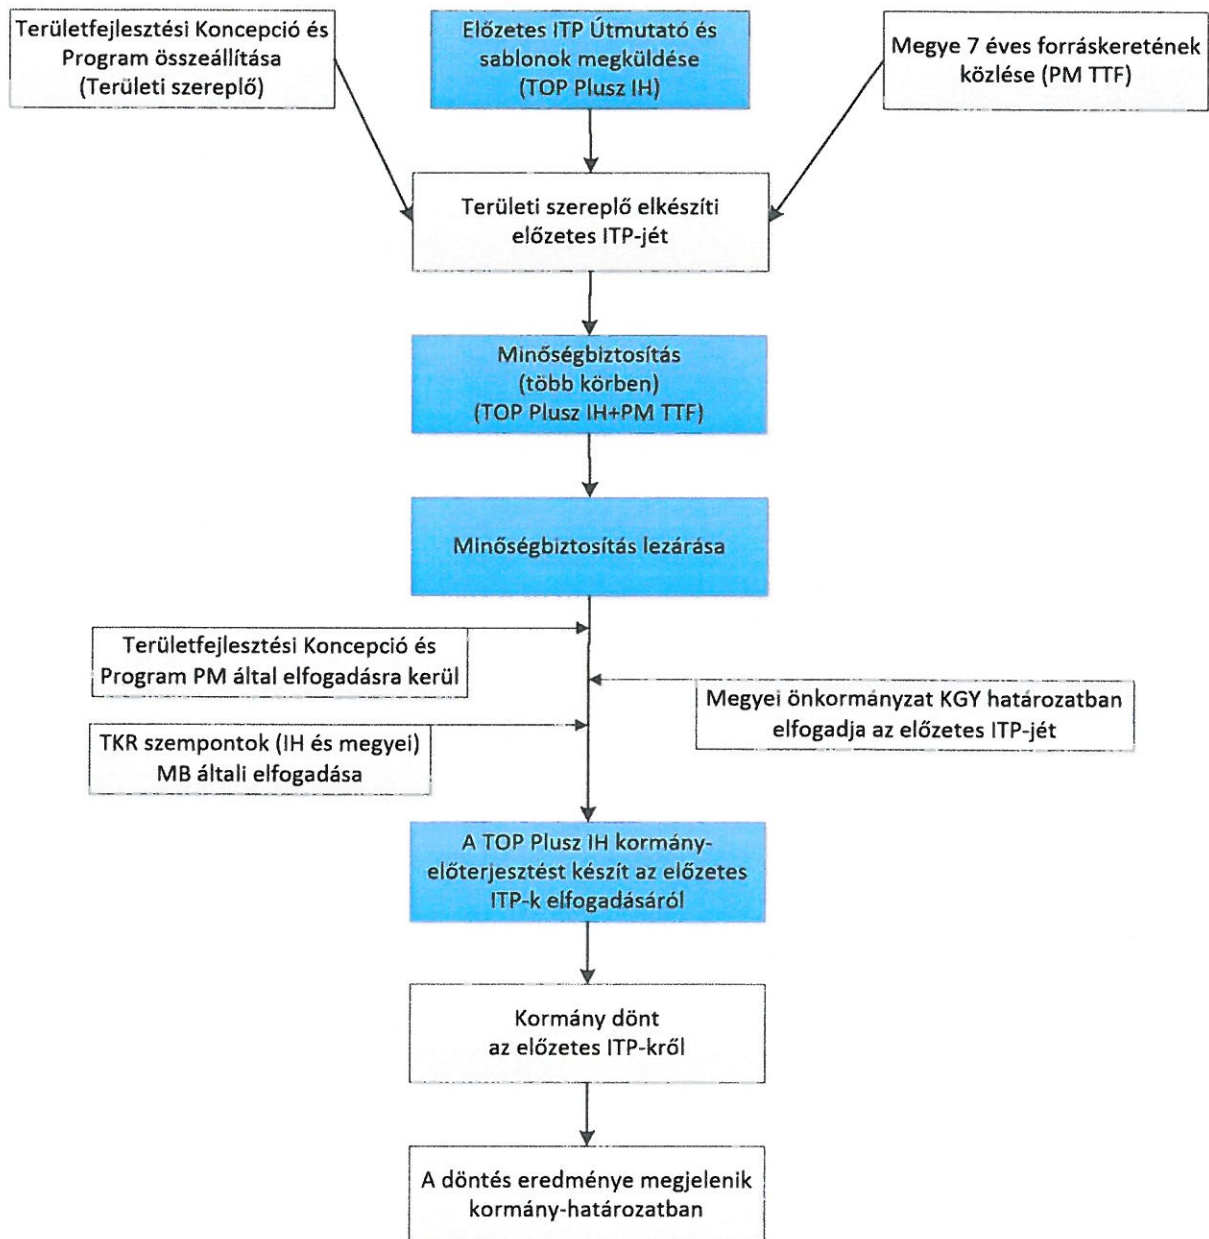 Területfejlesztési Koncepció és
Program összeállítása
(Területi szereplő)
Előzetes ITP Útmutató és
sablonok megküldése
(TOP Plusz IH)
Megye 7 éves forráskeretének
közlése (PM TTF)
Területi szereplő elkészíti
előzetes ITP-jét
Minőségbiztosítás
(több körben)
(TOP Plusz IH+PM TTF)
Minőségbiztosítás lezárása
Területfejlesztési Koncepció és
Program PM által elfogadásra kerül
Megyei önkormányzat KGY határozatban
elfogadja az előzetes ITP-jét
TKR szempontok (IH és megyei)
MB általi elfogadása
A TOP Plusz IH kormány-
előterjesztést készít az előzetes
ITP-k elfogadásáról
Kormány dönt
az előzetes ITP-kről
A döntés eredménye megjelenik
kormány-határozatban